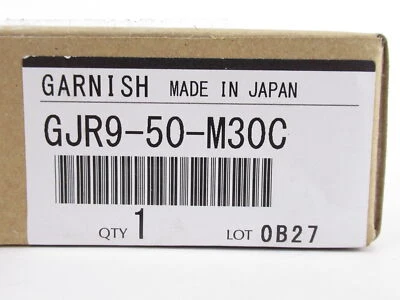 GARNISH MADE IN JAPAN
GJR9-50-M30C
QTY 1 LOT 0B27